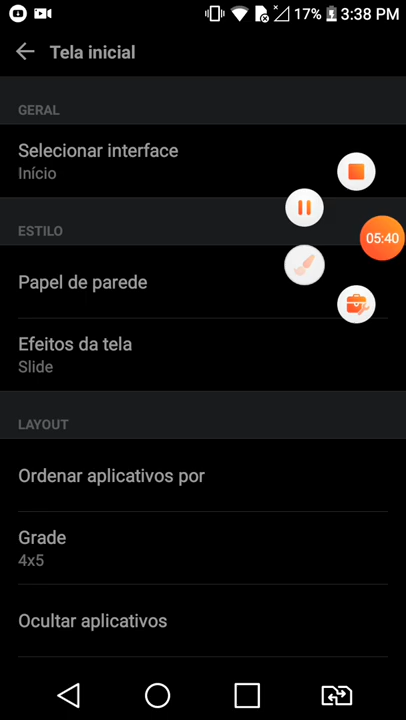 17% 3:38 PM
Tela inicial
GERAL
Selecionar interface
Início
ESTILO
05:40
Papel de parede
Efeitos da tela
Slide
LAYOUT
Ordenar aplicativos por
Grade
4x5
Ocultar aplicativos